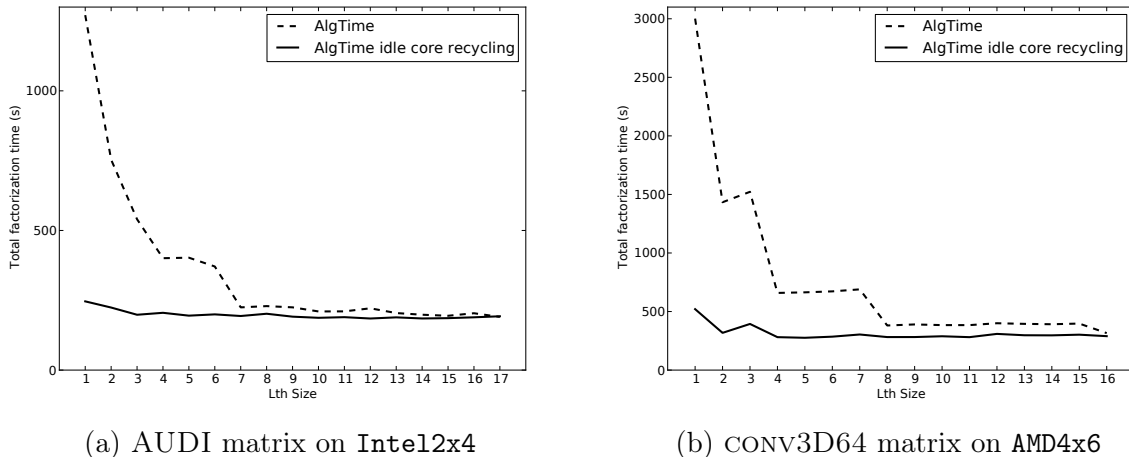 AlgTime
AlgTime idle core recycling
Total factorization time (s)
1000
500
0
1 2 3 4 5 6 7 8 9 10 11 12 13 14 15 16 17
Lth Size
(a) AUDI matrix on Intel2x4
AlgTime
AlgTime idle core recycling
Total factorization time (s)
3000
2500
2000
1500
1000
500
0
1 2 3 4 5 6 7 8 9 10 11 12 13 14 15 16
Lth Size
(b) CONV3D64 matrix on AMD4x6